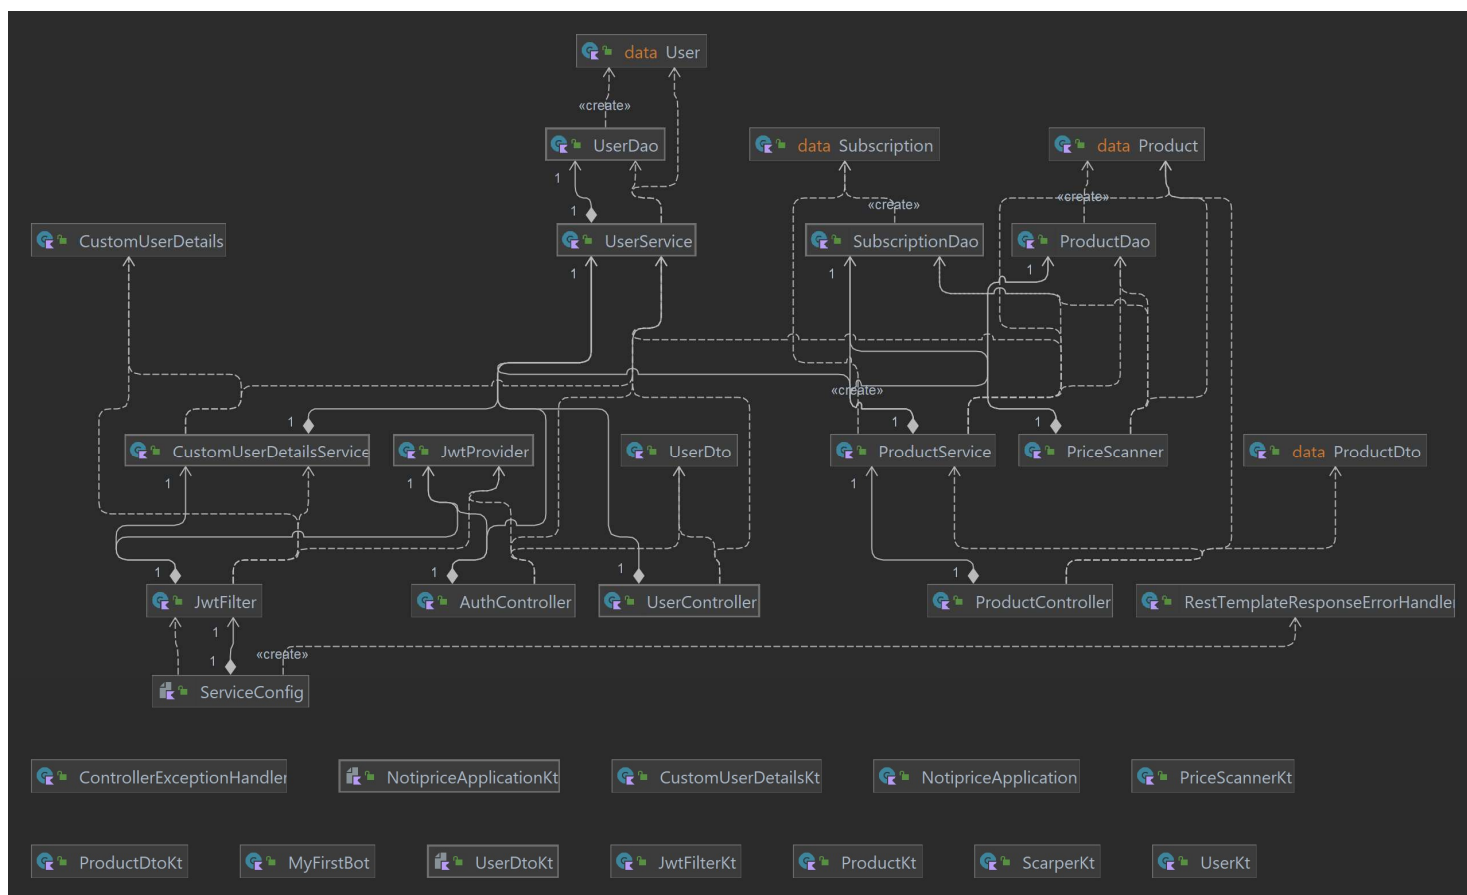 data User
«create»
UserDao
data Subscription
data Product
1
«create»
«create»
1
CustomUserDetails
UserService
SubscriptionDao
ProductDao
1
1
1
«create»
1
1
1
CustomUserDetailsService
JwtProvider
UserDto
ProductService
PriceScanner
data ProductDto
1
1
1
1
1
1
1
JwtFilter
AuthController
UserController
ProductController
RestTemplateResponseErrorHandler
1
«create»
1
ServiceConfig
ControllerExceptionHandler
NotipriceApplicationKt
CustomUserDetailsKt
NotipriceApplication
PriceScannerKt
ProductDtoKt
MyFirstBot
UserDtoKt
JwtFilterKt
ProductKt
ScarperKt
UserKt